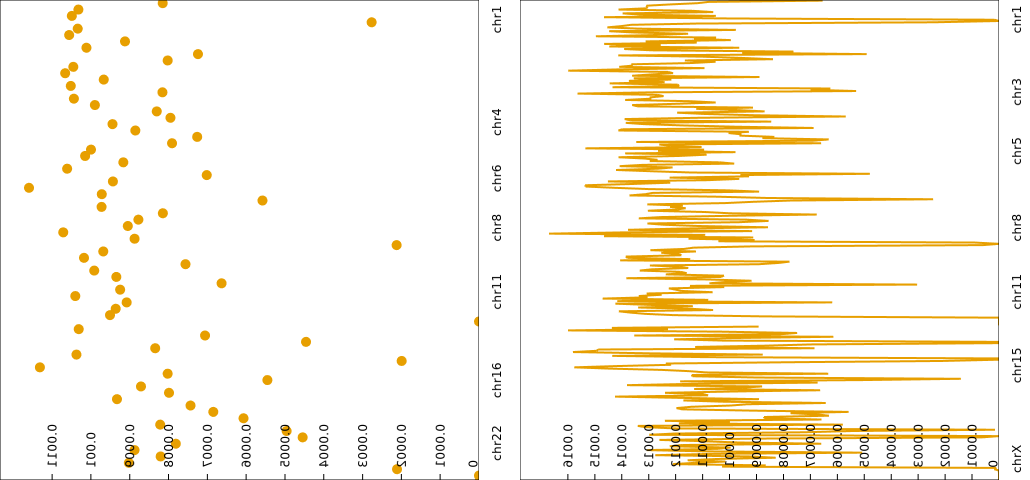 chr1
chr4
chr6
chr8
chr11
chr16
chr22
0.0011
0.001
0.0009
0.0008
0.0007
0.0006
0.0005
0.0004
0.0003
0.0002
0.0001
0
chr1
chr3
chr5
chr8
chr11
chr15
chrX
0.0016
0.0015
0.0014
0.0013
0.0012
0.0011
0.001
0.0009
0.0008
0.0007
0.0006
0.0005
0.0004
0.0003
0.0002
0.0001
0